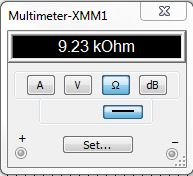 Multimeter-XMM1
9.23 kOhm
A V Ω dB
+ Set... −